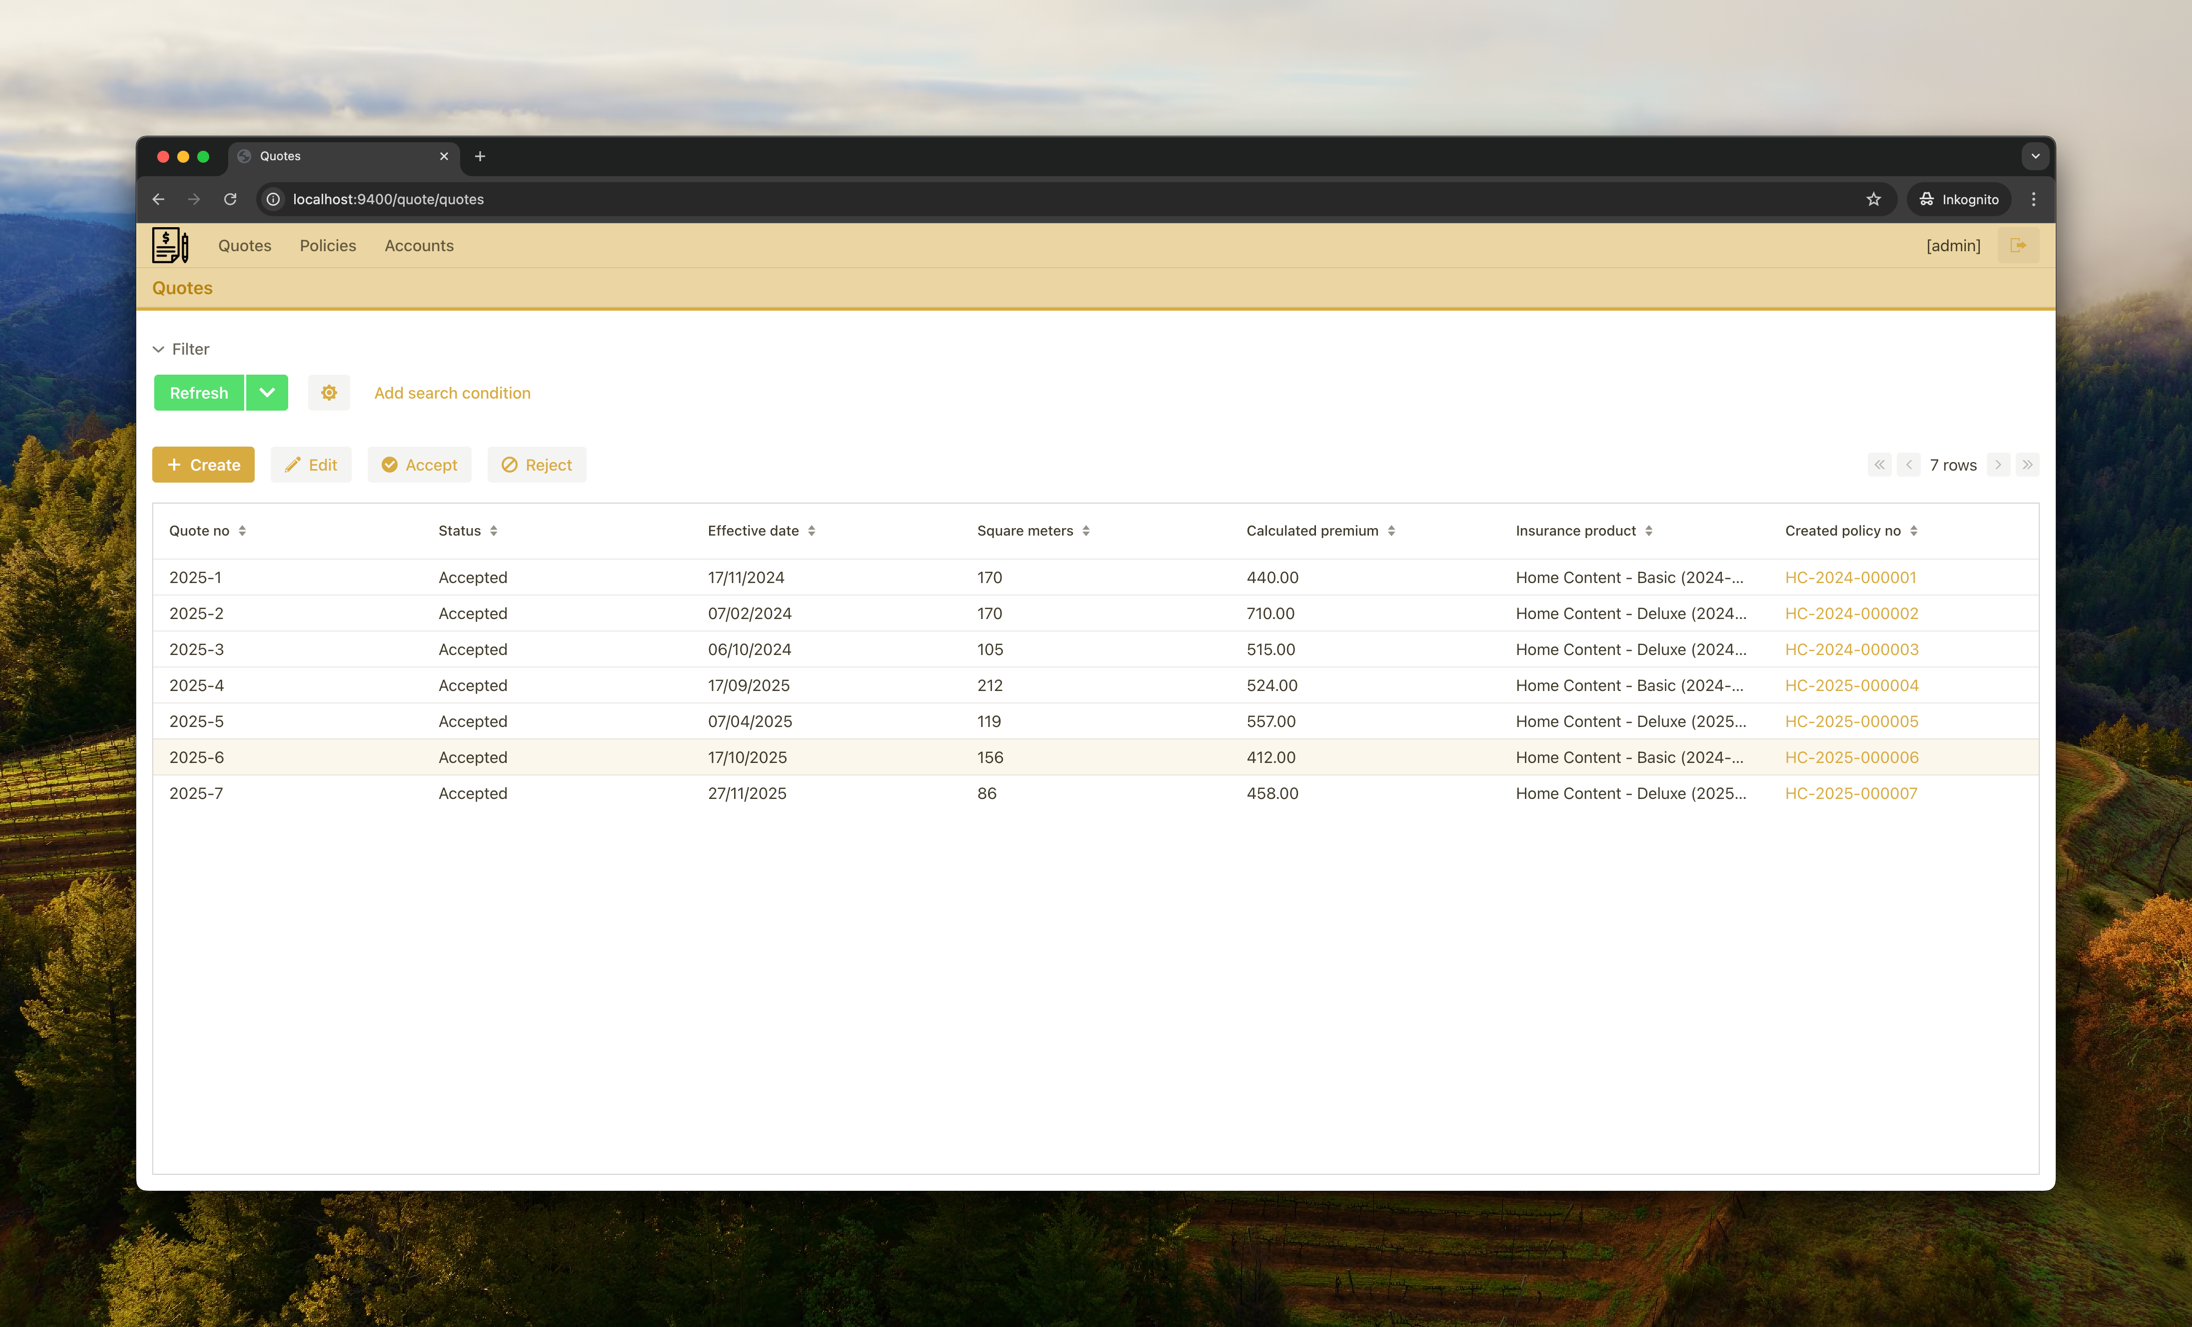 Quotes
localhost:9400/quote/quotes
Inkognito
$
Quotes Policies Accounts
[admin]
Quotes
Filter
Refresh
Add search condition
Create Edit Accept Reject
7 rows
Quote no Status Effective date Square meters Calculated premium Insurance product Created policy no
2025-1 Accepted 17/11/2024 170 440.00 Home Content - Basic (2024-... HC-2024-000001
2025-2 Accepted 07/02/2024 170 710.00 Home Content - Deluxe (2024... HC-2024-000002
2025-3 Accepted 06/10/2024 105 515.00 Home Content - Deluxe (2024... HC-2024-000003
2025-4 Accepted 17/09/2025 212 524.00 Home Content - Basic (2024-... HC-2025-000004
2025-5 Accepted 07/04/2025 119 557.00 Home Content - Deluxe (2025... HC-2025-000005
2025-6 Accepted 17/10/2025 156 412.00 Home Content - Basic (2024-... HC-2025-000006
2025-7 Accepted 27/11/2025 86 458.00 Home Content - Deluxe (2025... HC-2025-000007